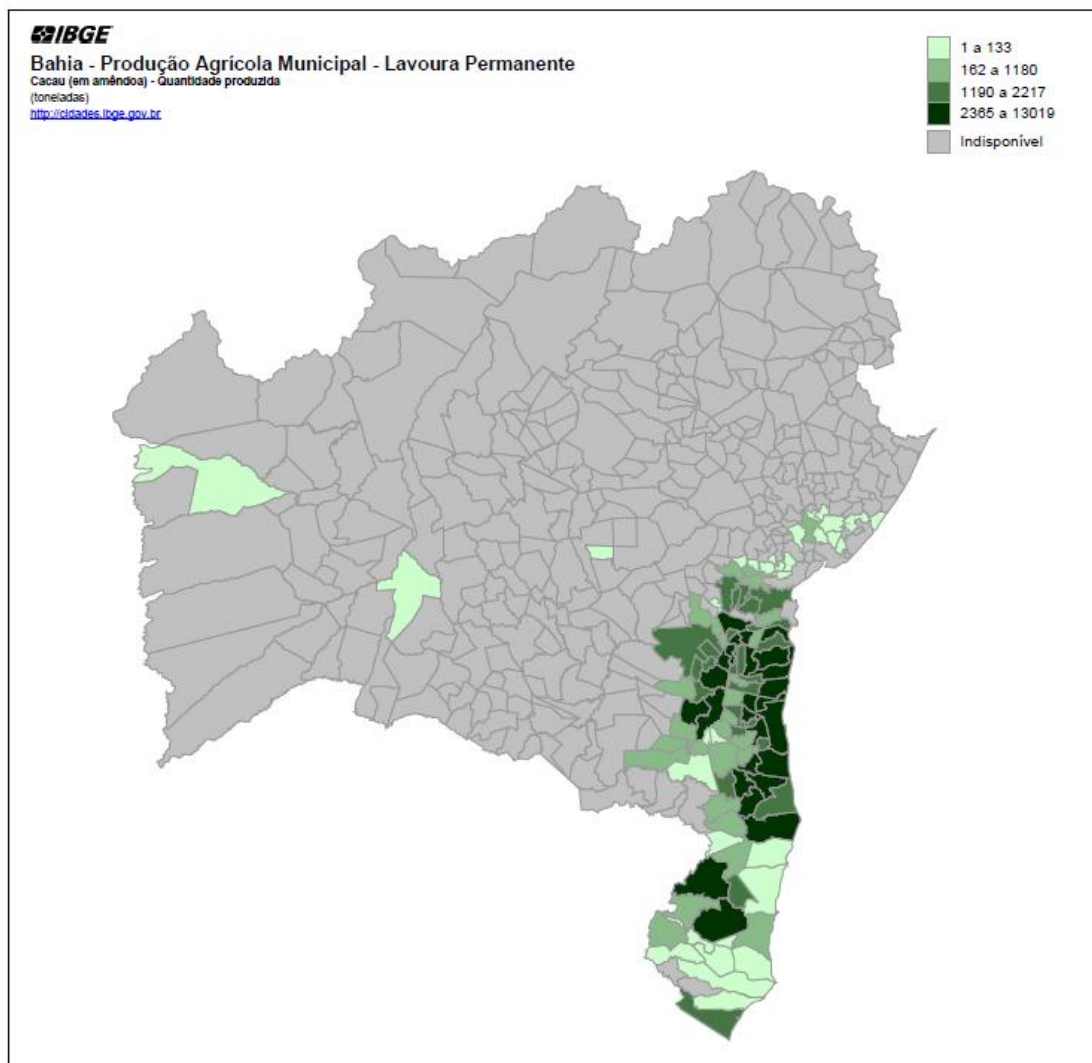 IBGE
Bahia - Produção Agrícola Municipal - Lavoura Permanente
Cacau (em amêndoa) - Quantidade produzida
(toneladas)
http://cidades.ibge.gov.br
1 a 133
162 a 1180
1190 a 2217
2365 a 13019
Indisponível